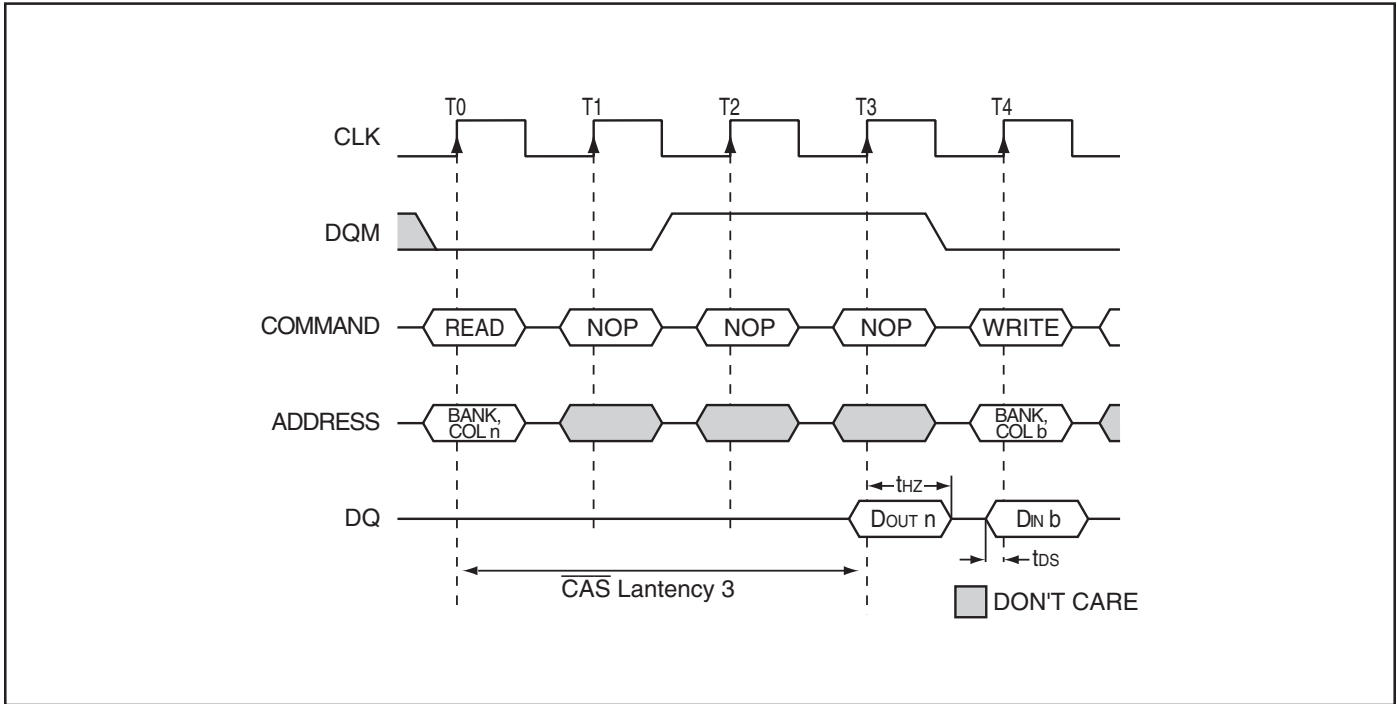 T0 T1 T2 T3 T4
CLK
DQM
COMMAND READ NOP NOP NOP WRITE
ADDRESS BANK, COL n BANK, COL b
tHZ
DQ DOUT n DIN b
tDS
CAS Lantency 3
DON'T CARE